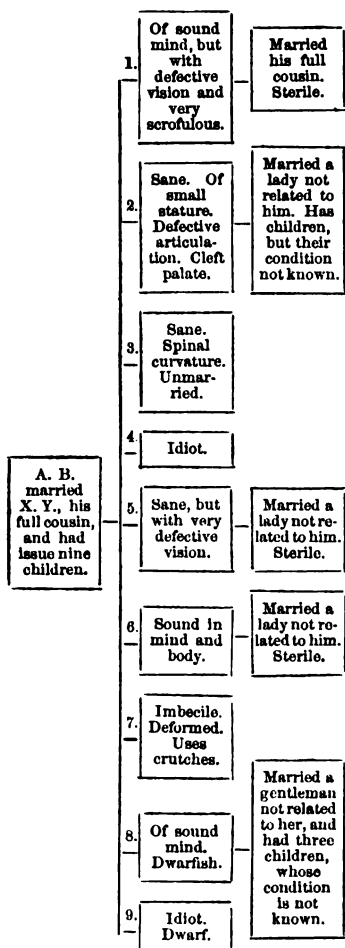 A. B.
married
X. Y., his
full cousin,
and had
issue nine
children.
1.
Of sound
mind, but
with
defective
vision and
very
scrofulous.
Married
his full
cousin.
Sterile.
2.
Sane. Of
small
stature.
Defective
articula-
tion. Cleft
palate.
Married a
lady not
related to
him. Has
children,
but their
condition
not known.
3.
Sane.
Spinal
curvature.
Unmar-
ried.
4.
Idiot.
5.
Sane, but
with very
defective
vision.
Married a
lady not re-
lated to him.
Sterile.
6.
Sound in
mind and
body.
Married a
lady not re-
lated to him.
Sterile.
7.
Imbecile.
Deformed.
Uses
crutches.
8.
Of sound
mind.
Dwarfish.
Married a
gentleman
not related
to her, and
had three
children,
whose
condition
is not
known.
9.
Idiot.
Dwarf.